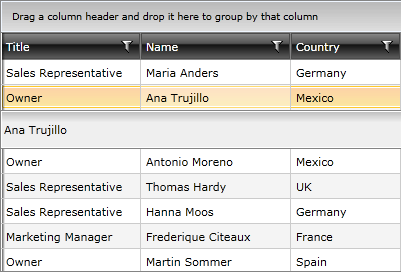 Drag a column header and drop it here to group by that column
Title Name Country
Sales Representative Maria Anders Germany
Owner Ana Trujillo Mexico
Ana Trujillo
Owner Antonio Moreno Mexico
Sales Representative Thomas Hardy UK
Sales Representative Hanna Moos Germany
Marketing Manager Frederique Citeaux France
Owner Martin Sommer Spain